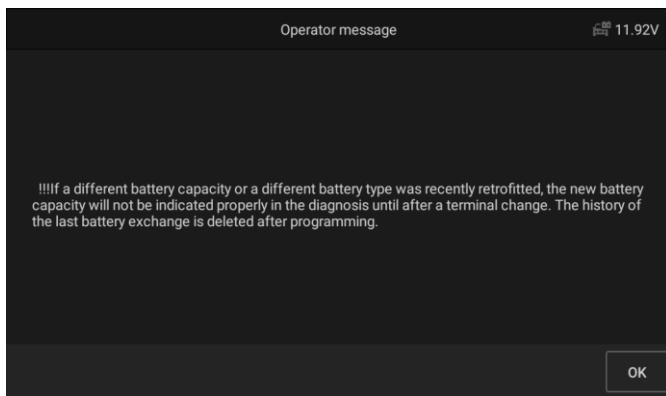 Operator message
11.92V
!!!If a different battery capacity or a different battery type was recently retrofitted, the new battery
capacity will not be indicated properly in the diagnosis until after a terminal change. The history of
the last battery exchange is deleted after programming.
OK